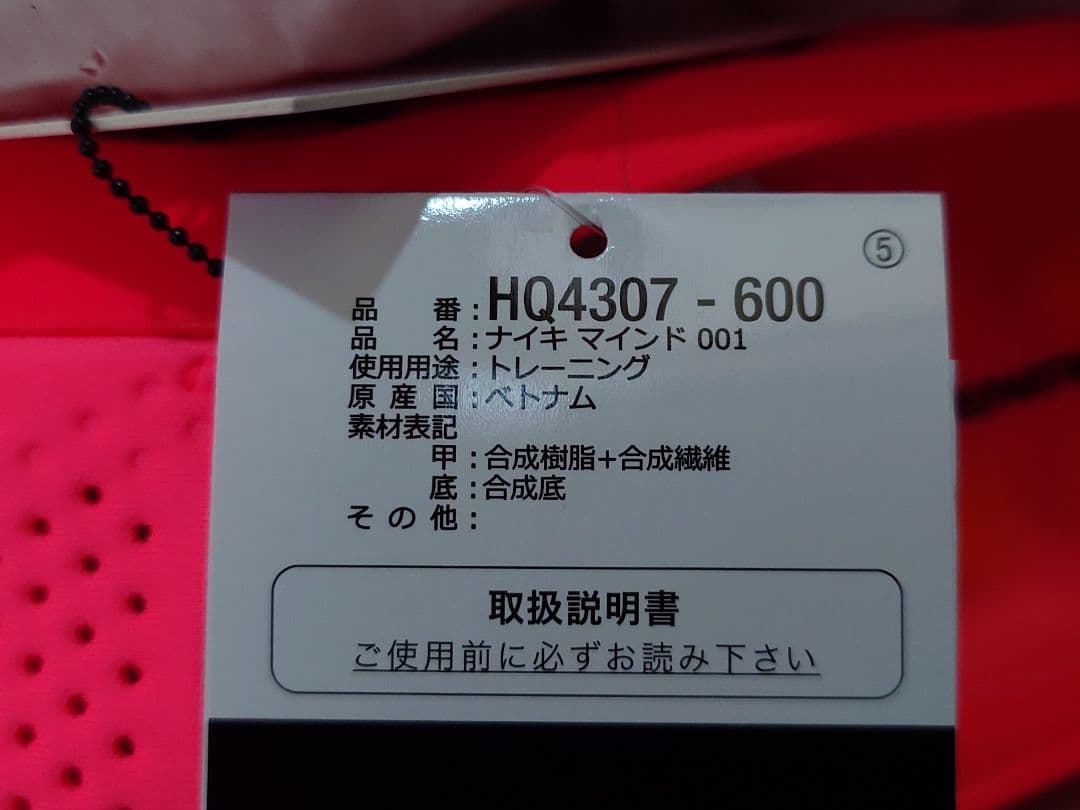 ⑤
品番:HQ4307-600
品名:ナイキ マインド 001
使用用途:トレーニング
原産国:ベトナム
素材表記
甲:合成樹脂+合成繊維
底:合成底
その他:
取扱説明書
ご使用前に必ずお読み下さい